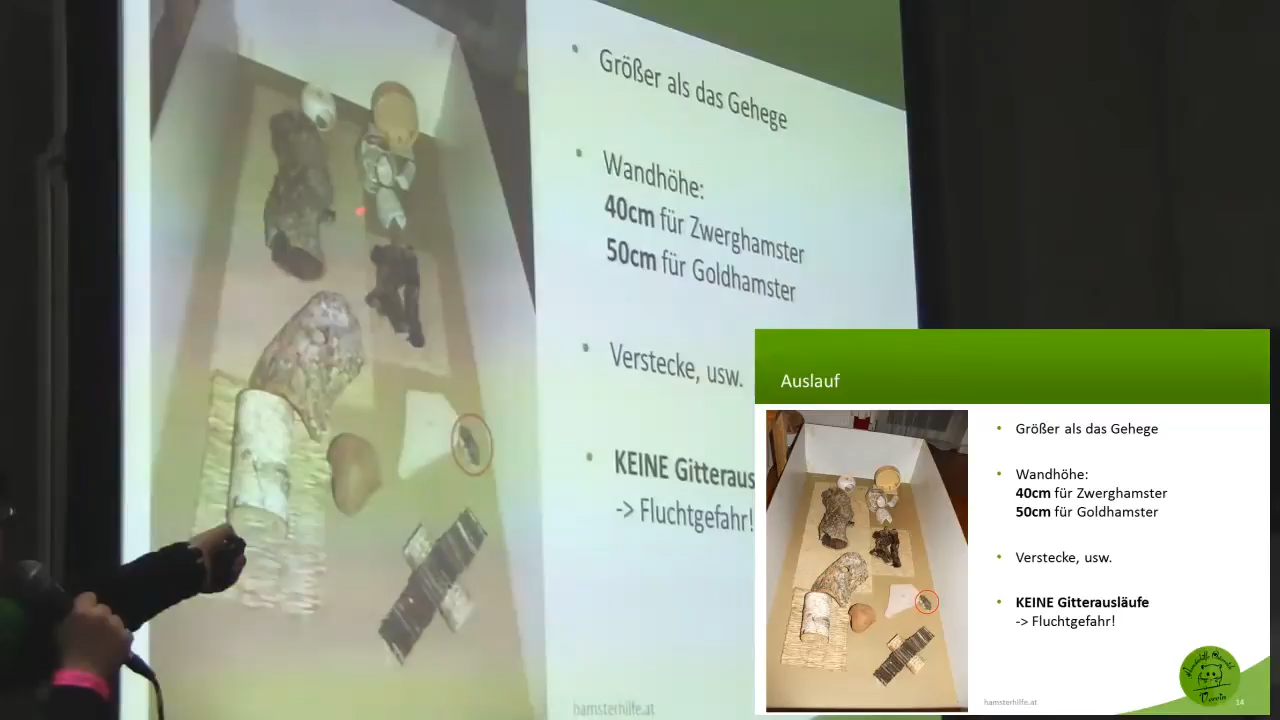 Größer als das Gehege
Wandhöhe:
40cm für Zwerghamster
50cm für Goldhamster
Verstecke, usw.
KEINE Gitteraus
-> Fluchtgefahr!
hamsterhilfe.at
Auslauf
Größer als das Gehege
Wandhöhe:
40cm für Zwerghamster
50cm für Goldhamster
Verstecke, usw.
KEINE Gitterausläufe
-> Fluchtgefahr!
hamsterhilfe.at
Verein
14